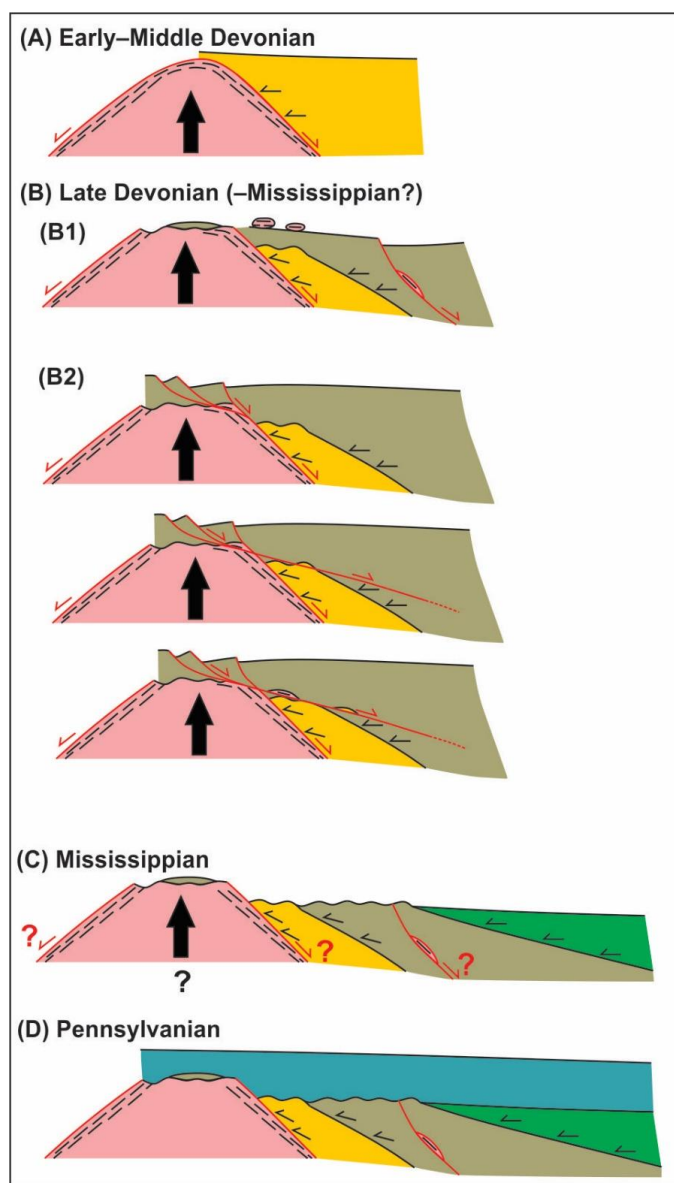 (A) Early–Middle Devonian
(B) Late Devonian (–Mississippian?)
(B1)
(B2)
(C) Mississippian
?
?
?
?
(D) Pennsylvanian